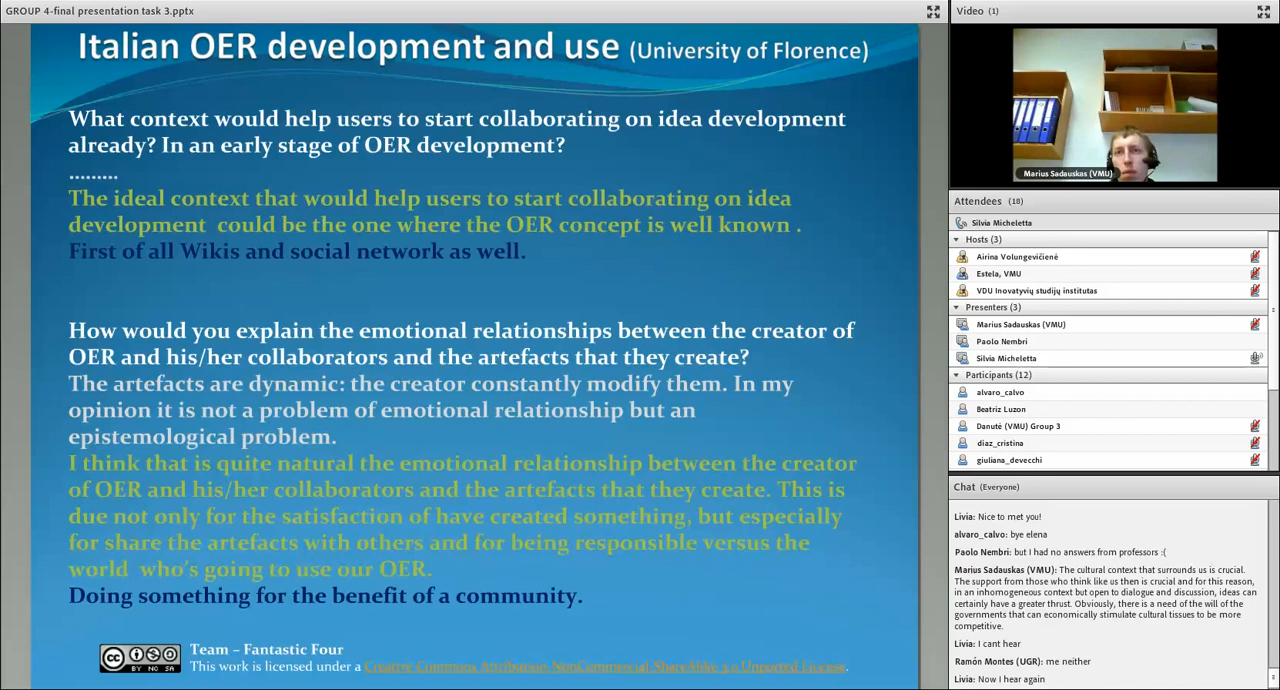 GROUP 4-final presentation task 3.pptx
Italian OER development and use (University of Florence)
What context would help users to start collaborating on idea development
already? In an early stage of OER development?
.........
The ideal context that would help users to start collaborating on idea
development could be the one where the OER concept is well known .
First of all Wikis and social network as well.
How would you explain the emotional relationships between the creator of
OER and his/her collaborators and the artefacts that they create?
The artefacts are dynamic: the creator constantly modify them. In my
opinion it is not a problem of emotional relationship but an
epistemological problem.
I think that is quite natural the emotional relationship between the creator
of OER and his/her collaborators and the artefacts that they create. This is
due not only for the satisfaction of have created something, but especially
for share the artefacts with others and for being responsible versus the
world who's going to use our OER.
Doing something for the benefit of a community.
cc
BY NC SA
Team – Fantastic Four
This work is licensed under a Creative Commons Attribution-NonCommercial-ShareAlike 3.0 Unported License.
Video (1)
Marius Sadauskas (VMU)
Attendees (18)
Silvia Micheletta
Hosts (3)
Airina Volungevičienė
Estela, VMU
VDU Inovatyvių studijų institutas
Presenters (3)
Marius Sadauskas (VMU)
Paolo Nembri
Silvia Micheletta
Participants (12)
alvaro_calvo
Beatriz Luzon
Danutė (VMU) Group 3
diaz_cristina
giuliana_devecchi
Chat (Everyone)
Livia: Nice to met you!
alvaro_calvo: bye elena
Paolo Nembri: but I had no answers from professors :(
Marius Sadauskas (VMU): The cultural context that surrounds us is crucial.
The support from those who think like us then is crucial and for this reason,
in an inhomogeneous context but open to dialogue and discussion, ideas can
certainly have a greater thrust. Obviously, there is a need of the will of the
governments that can economically stimulate cultural tissues to be more
competitive.
Livia: I cant hear
Ramón Montes (UGR): me neither
Livia: Now I hear again